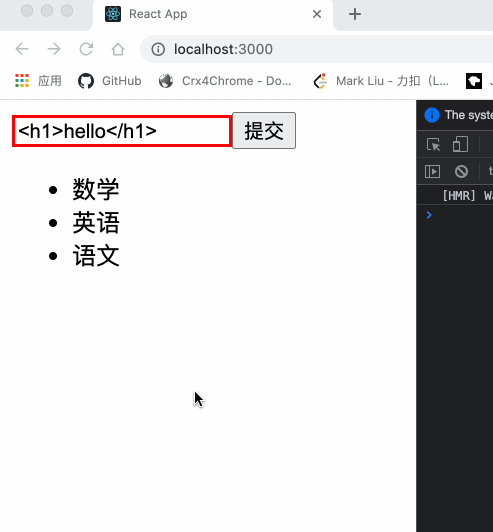 React App
localhost:3000
应用 GitHub Crx4Chrome - Do... Mark Liu - 力扣（L...
<h1>hello</h1> 提交
The syste
[HMR] Wa
数学
英语
语文